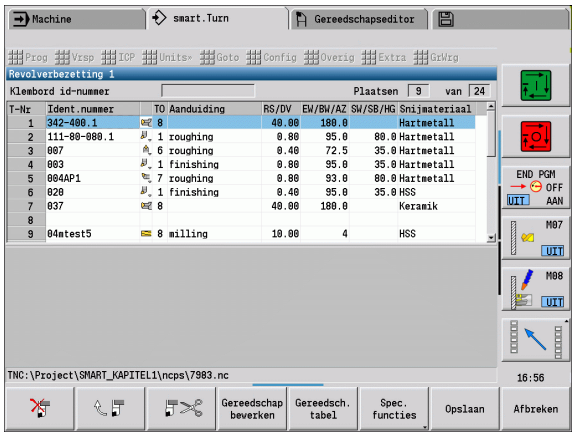 Machine smart.Turn Gereedschapseditor
Prog Vrsp ICP Units» Goto Config Overig Extra GrWrg
Revolverbezetting 1
Klembord id-nummer Plaatsen 9 van 24
T-Nr Ident.nummer TO Aanduiding RS/DV EW/BW/AZ SW/SB/HG Snijmateriaal
1 342-400.1 8 40.00 180.0 Hartmetall
2 111-80-080.1 1 roughing 0.80 95.0 80.0 Hartmetall
3 007 6 roughing 0.40 72.5 35.0 Hartmetall
4 003 1 finishing 0.80 95.0 35.0 Hartmetall
5 004AP1 7 roughing 0.80 93.0 80.0 Hartmetall
6 020 1 finishing 0.40 95.0 35.0 HSS
7 037 8 40.00 180.0 Keramik
8
9 04mtest5 8 milling 10.00 4 HSS
END PGM
OFF
UIT AAN
M07
UIT
M08
UIT
TNC:\Project\SMART_KAPITEL1\ncps\7983.nc
16:56
Gereedschap bewerken
Gereedsch. tabel
Spec. functies
Opslaan
Afbreken